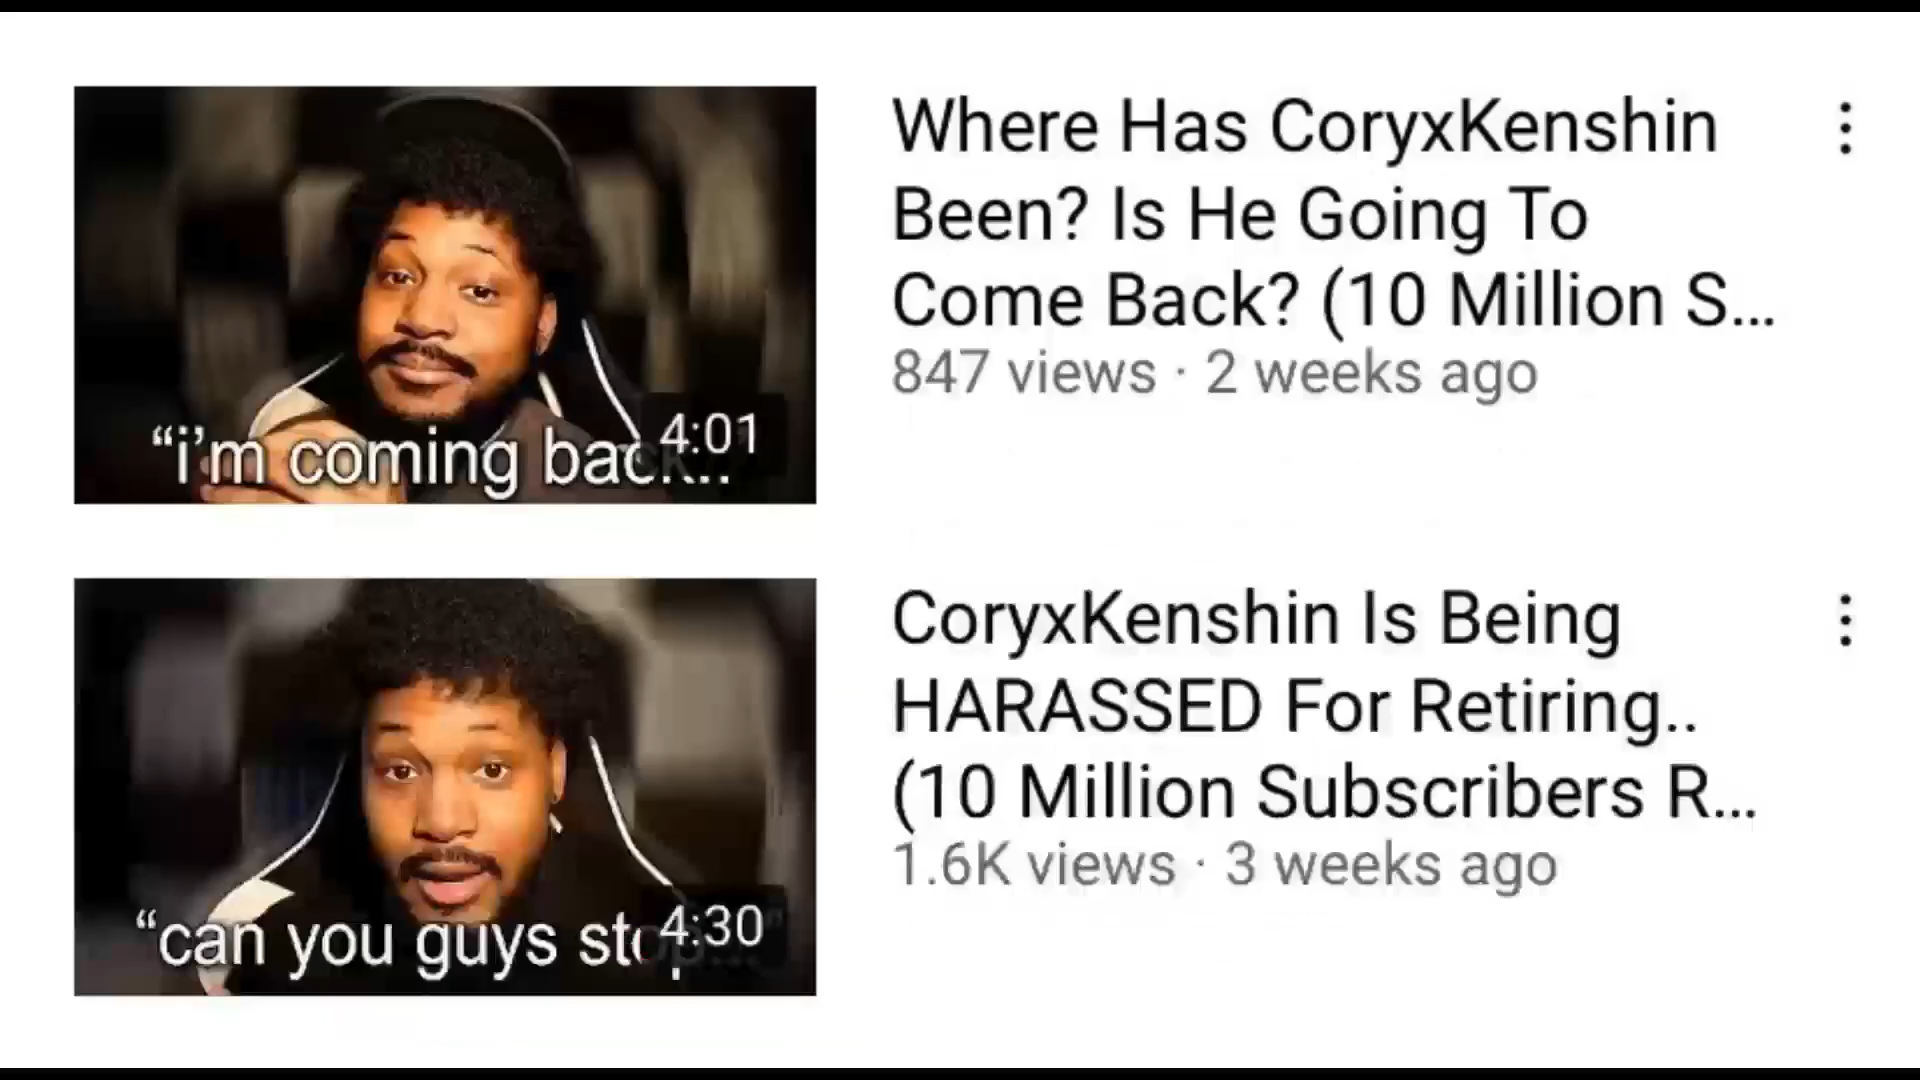 Where Has CoryxKenshin
Been? Is He Going To
Come Back? (10 Million S...
847 views · 2 weeks ago
“i’m coming back..
4:01
CoryxKenshin Is Being
HARASSED For Retiring..
(10 Million Subscribers R...
1.6K views · 3 weeks ago
“can you guys stop...”
4:30